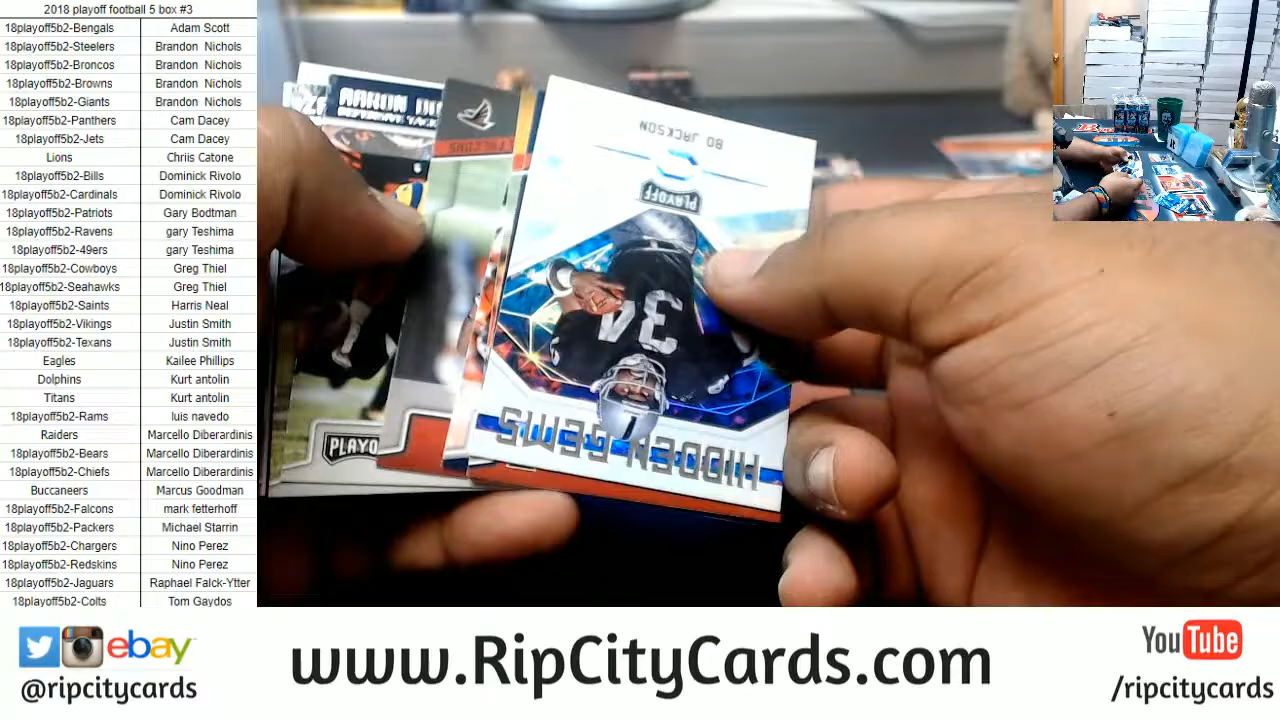 2018 playoff football 5 box #3
18playoff5b2-Bengals Adam Scott
18playoff5b2-Steelers Brandon Nichols
18playoff5b2-Broncos Brandon Nichols
18playoff5b2-Browns Brandon Nichols
18playoff5b2-Giants Brandon Nichols
18playoff5b2-Panthers Cam Dacey
18playoff5b2-Jets Cam Dacey
Lions Chriis Catone
18playoff5b2-Bills Dominick Rivolo
18playoff5b2-Cardinals Dominick Rivolo
18playoff5b2-Patriots Gary Bodtman
18playoff5b2-Ravens gary Teshima
18playoff5b2-49ers gary Teshima
18playoff5b2-Cowboys Greg Thiel
18playoff5b2-Seahawks Greg Thiel
18playoff5b2-Saints Harris Neal
18playoff5b2-Vikings Justin Smith
18playoff5b2-Texans Justin Smith
Eagles Kailee Phillips
Dolphins Kurt antolin
Titans Kurt antolin
18playoff5b2-Rams luis navedo
Raiders Marcello Diberardinis
18playoff5b2-Bears Marcello Diberardinis
18playoff5b2-Chiefs Marcello Diberardinis
Buccaneers Marcus Goodman
18playoff5b2-Falcons mark fetterhoff
18playoff5b2-Packers Michael Starrin
18playoff5b2-Chargers Nino Perez
18playoff5b2-Redskins Nino Perez
18playoff5b2-Jaguars Raphael Falck-Ytter
18playoff5b2-Colts Tom Gaydos
AARON
FALCONS
BO JACKSON
PLAYOFF
34
HIDDEN GEMS
PLAYO
ebay
@ripcitycards
www.RipCityCards.com
YouTube
/ripcitycards